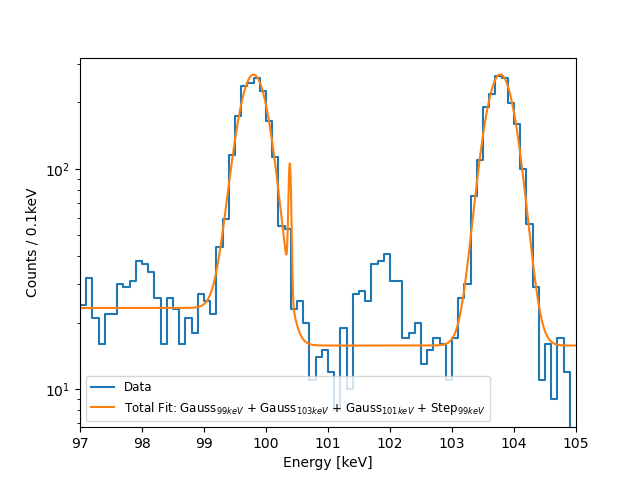 10²
10¹
Counts / 0.1keV
Data
Total Fit: Gauss₉₉ₖₑᵥ + Gauss₁₀₃ₖₑᵥ + Gauss₁₀₁ₖₑᵥ + Step₉₉ₖₑᵥ
97 98 99 100 101 102 103 104 105
Energy [keV]